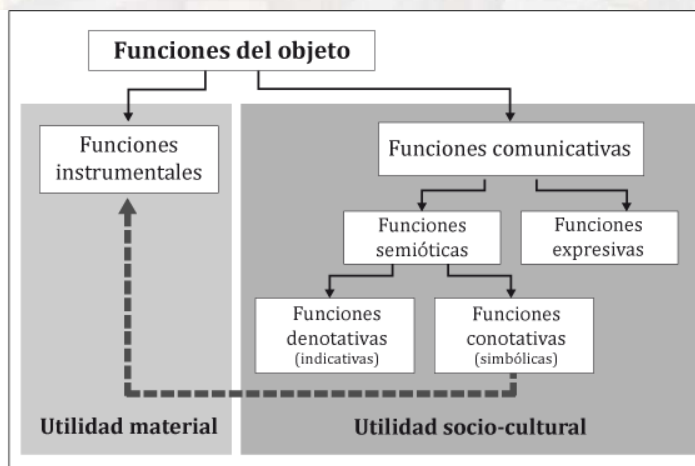 Funciones del objeto
Funciones
instrumentales
Funciones comunicativas
Funciones
semióticas
Funciones
expresivas
Funciones
denotativas
(indicativas)
Funciones
conotativas
(simbólicas)
Utilidad material
Utilidad socio-cultural